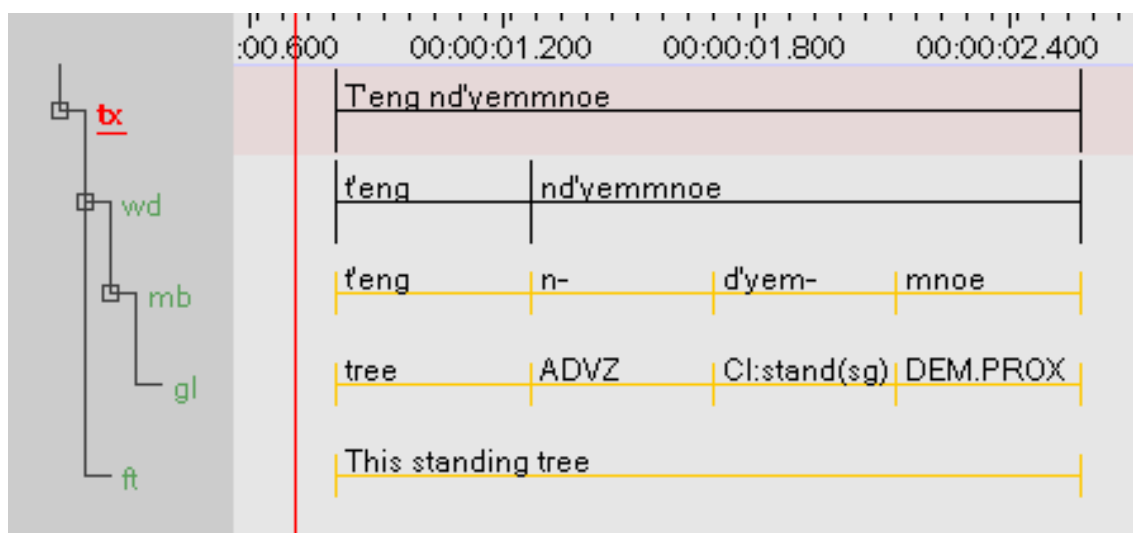 :00.600 00:00:01.200 00:00:01.800 00:00:02.400
tx T'eng nd'yemmnoe
wd t'eng nd'yemmnoe
mb t'eng n- d'yem- mnoe
gl tree ADVZ Cl:stand(sg) DEM.PROX
ft This standing tree